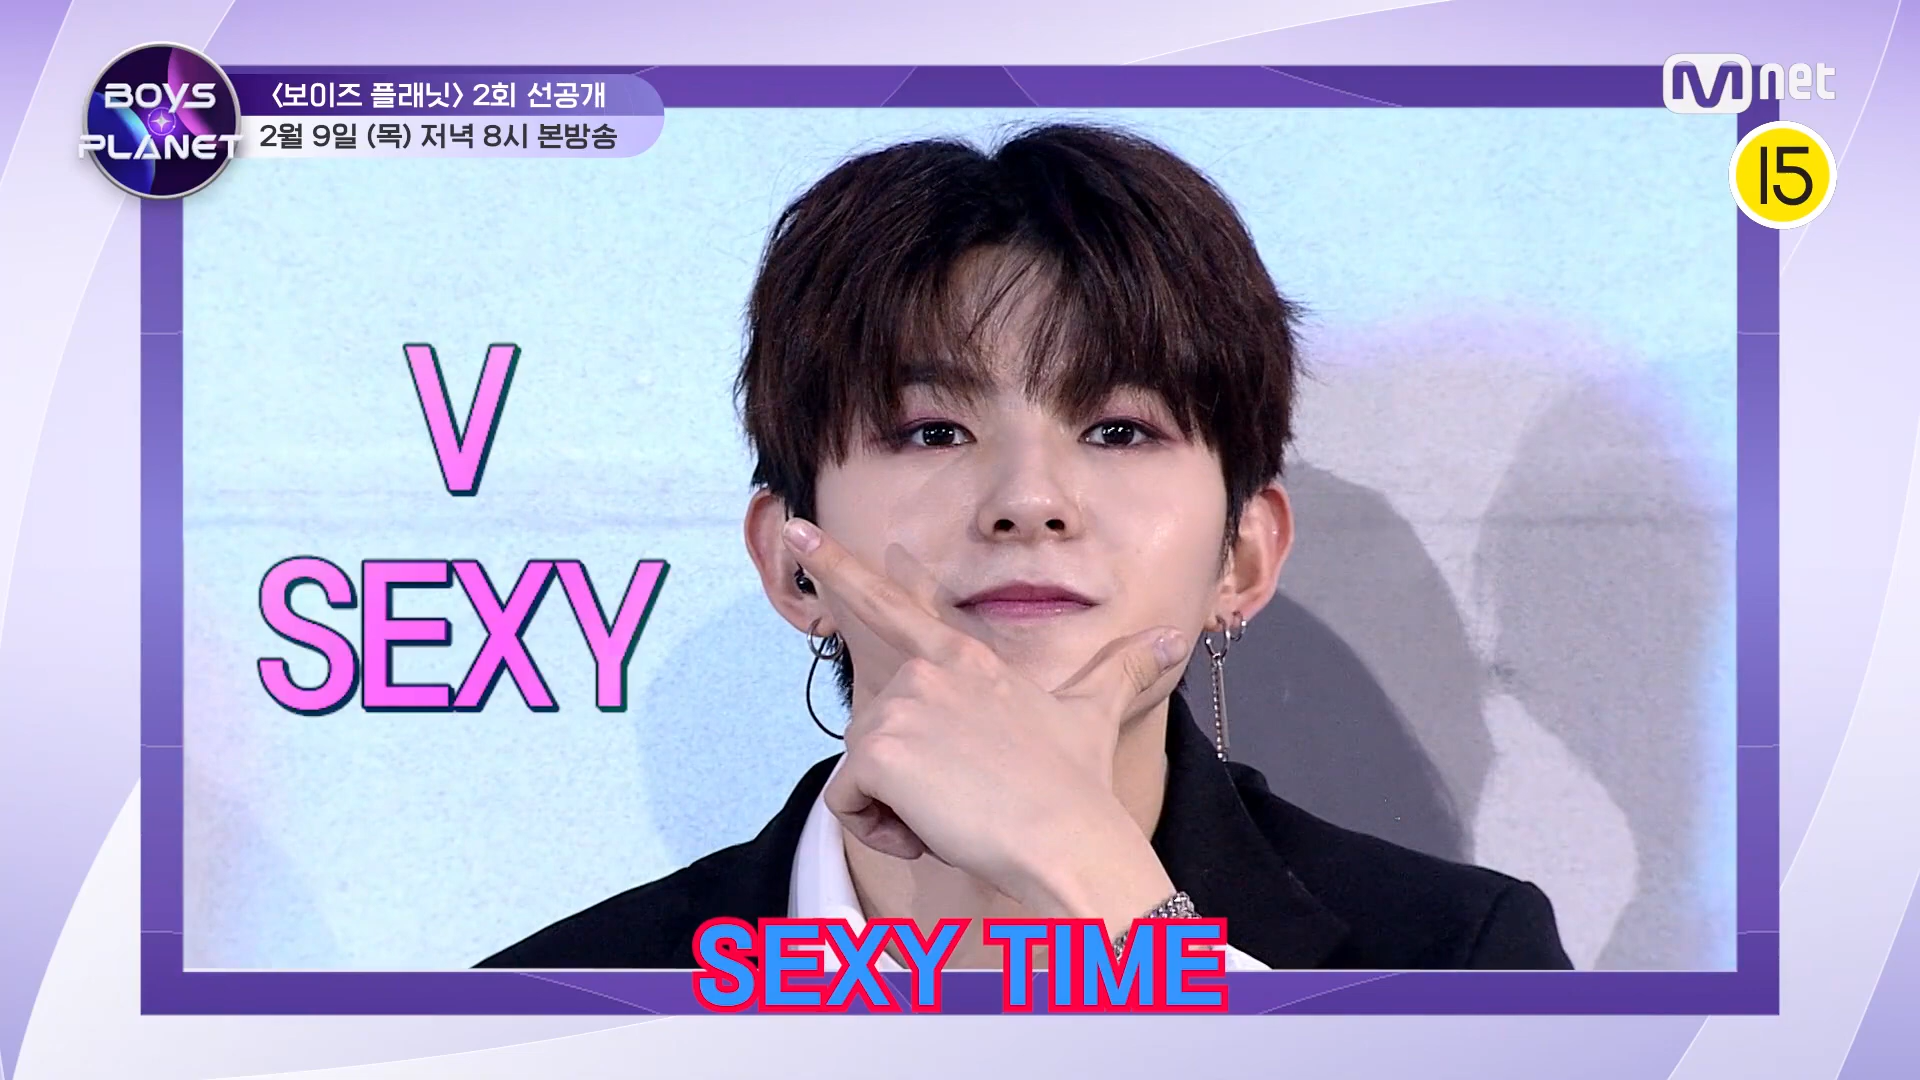 BOYS
PLANET
<보이즈 플래닛> 2회 선공개
2월 9일 (목) 저녁 8시 본방송
Mnet
15
V
SEXY
SEXY TIME